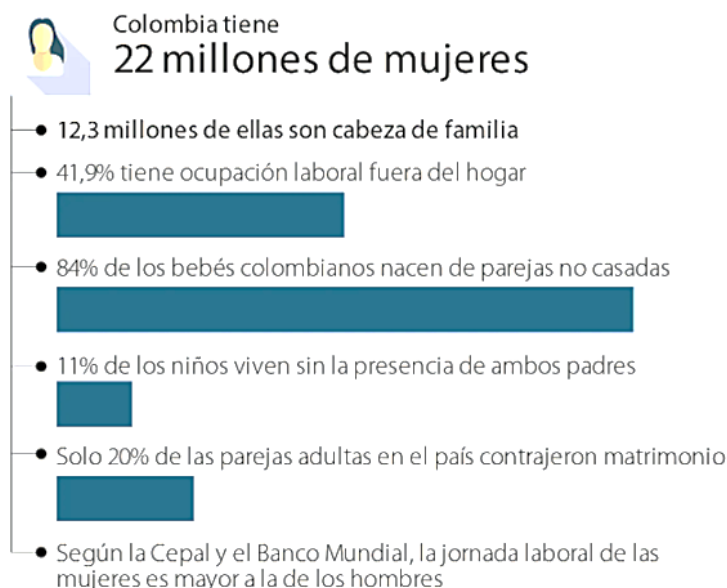 Colombia tiene
22 millones de mujeres
12,3 millones de ellas son cabeza de familia
41,9% tiene ocupación laboral fuera del hogar
84% de los bebés colombianos nacen de parejas no casadas
11% de los niños viven sin la presencia de ambos padres
Solo 20% de las parejas adultas en el país contrajeron matrimonio
Según la Cepal y el Banco Mundial, la jornada laboral de las
mujeres es mayor a la de los hombres